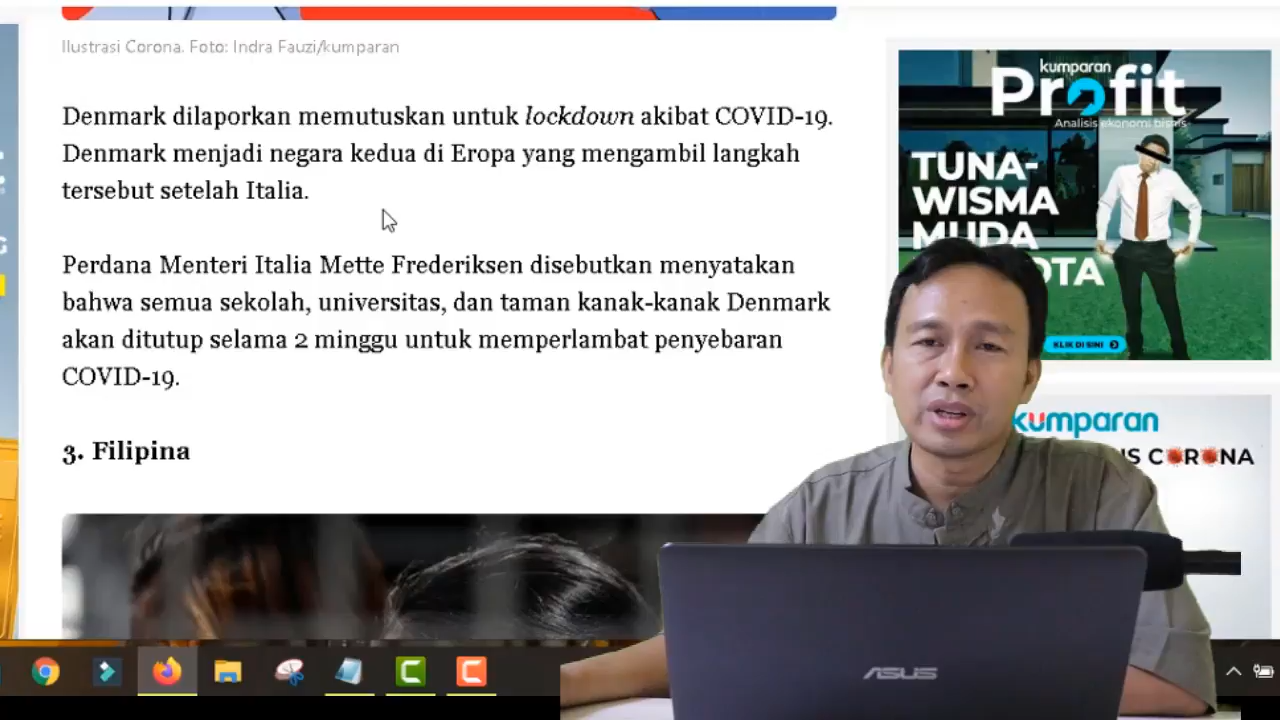 Ilustrasi Corona. Foto: Indra Fauzi/kumparan
Denmark dilaporkan memutuskan untuk lockdown akibat COVID-19.
Denmark menjadi negara kedua di Eropa yang mengambil langkah
tersebut setelah Italia.
Perdana Menteri Italia Mette Frederiksen disebutkan menyatakan
bahwa semua sekolah, universitas, dan taman kanak-kanak Denmark
akan ditutup selama 2 minggu untuk memperlambat penyebaran
COVID-19.
3. Filipina
kumparan
Profit
Analisis ekonomi bisnis
TUNA-
WISMA
MUDA
KLIK DI SINI
kumparan
CORONA
ASUS